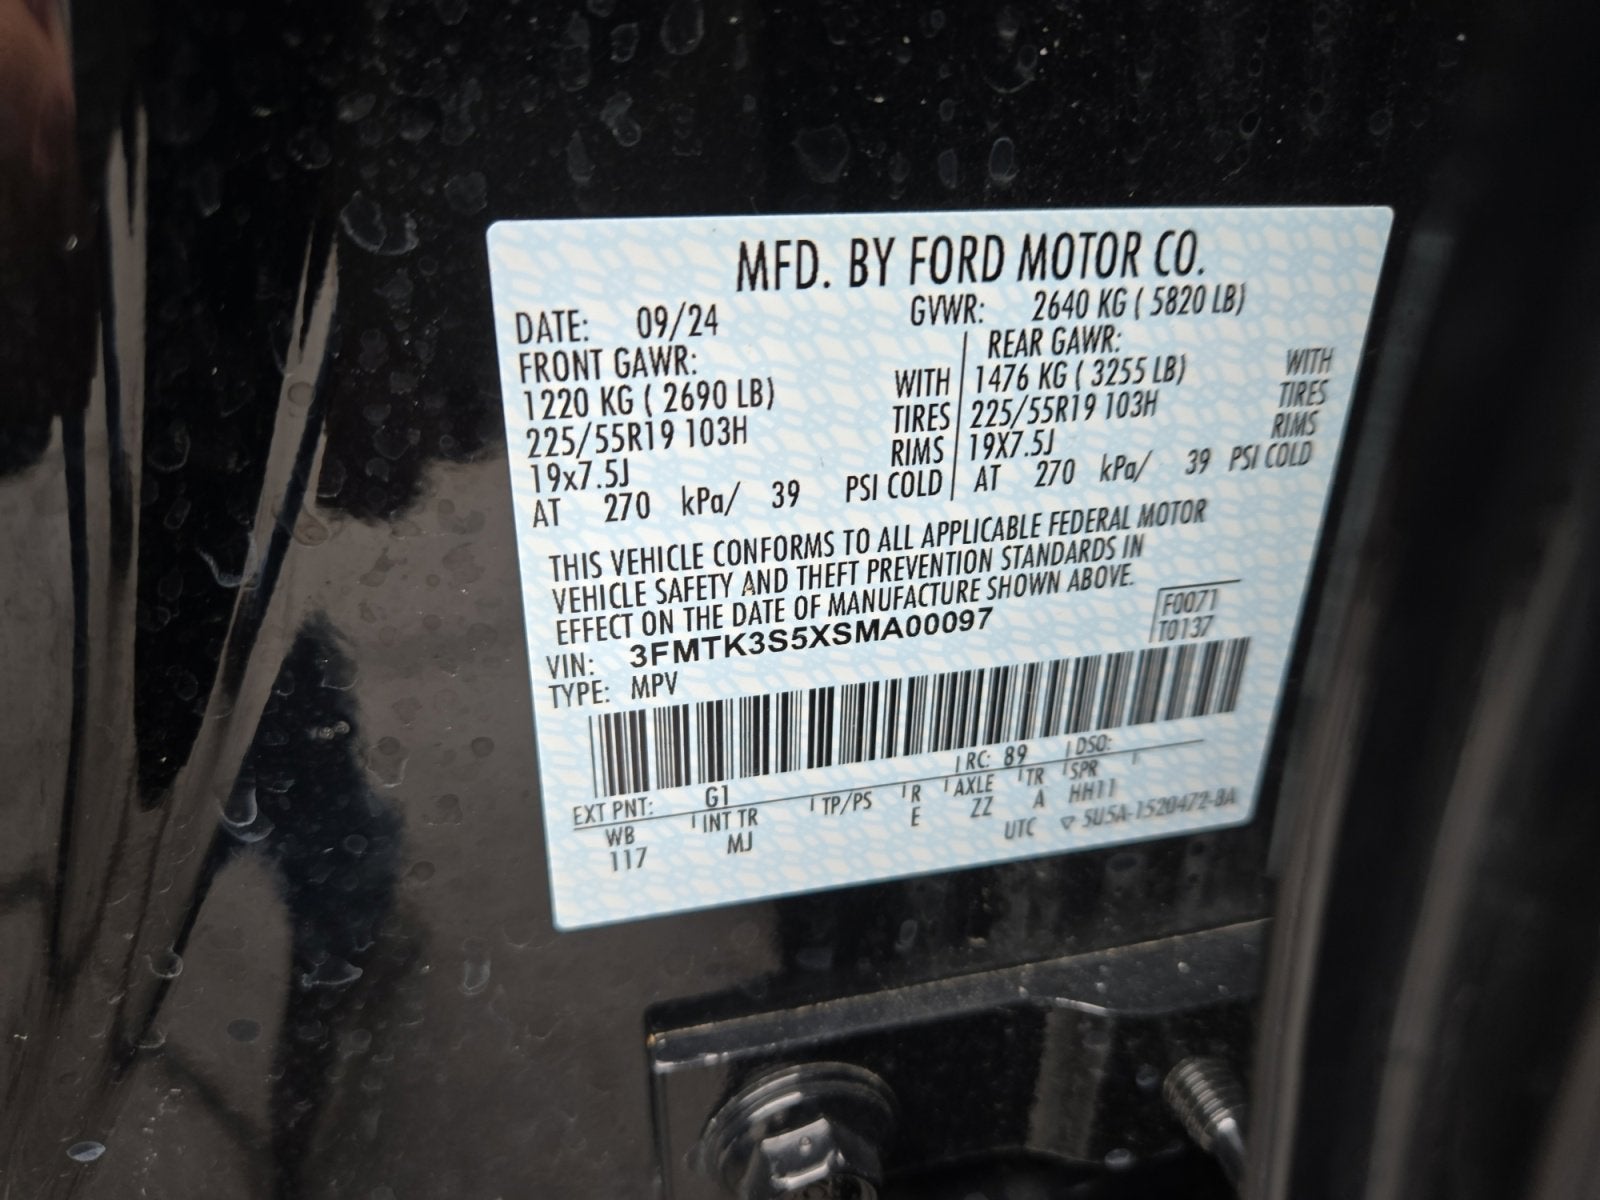 MFD. BY FORD MOTOR CO.
DATE: 09/24 GVWR: 2640 KG ( 5820 LB)
FRONT GAWR: REAR GAWR:
1220 KG ( 2690 LB) WITH 1476 KG ( 3255 LB) WITH
225/55R19 103H TIRES 225/55R19 103H TIRES
19x7.5J RIMS 19X7.5J RIMS
AT 270 kPa/ 39 PSI COLD AT 270 kPa/ 39 PSI COLD
THIS VEHICLE CONFORMS TO ALL APPLICABLE FEDERAL MOTOR
VEHICLE SAFETY AND THEFT PREVENTION STANDARDS IN
EFFECT ON THE DATE OF MANUFACTURE SHOWN ABOVE.
VIN: 3FMTK3S5XSMA00097 F0071
TYPE: MPV T0137
EXT PNT: G1 RC: 89 DSO:
WB INT TR TP/PS R AXLE TR SPR
117 MJ E ZZ A HH11
UTC ▽ SU5A-1520472-BA